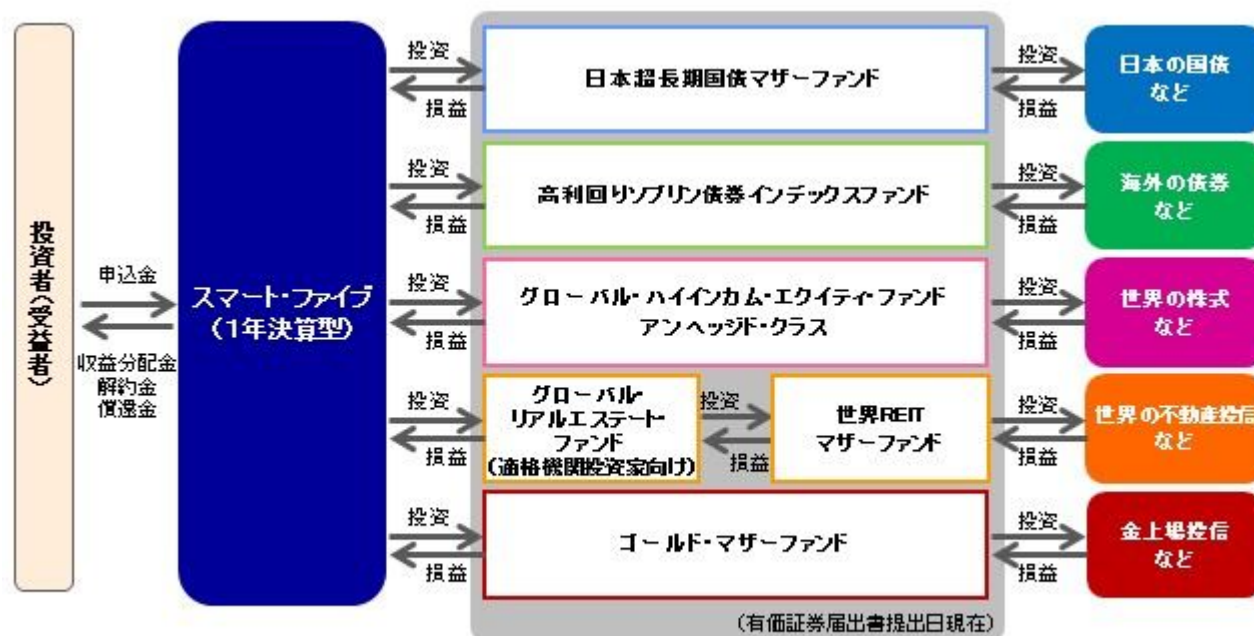 投資者(受益者)
申込金
収益分配金
解約金
償還金
スマート・ファイブ
(1年決算型)
投資
損益
日本超長期国債マザーファンド
投資
損益
日本の国債
など
投資
損益
高利回りソブリン債券インデックスファンド
投資
損益
海外の債券
など
投資
損益
グローバル・ハイインカム・エクイティ・ファンド
アンヘッジド・クラス
投資
損益
世界の株式
など
投資
損益
グローバル・
リアルエステート・
ファンド
(適格機関投資家向け)
投資
損益
世界REIT
マザーファンド
投資
損益
世界の不動産投信
など
投資
損益
ゴールド・マザーファンド
投資
損益
金上場投信
など
(有価証券届出書提出日現在)